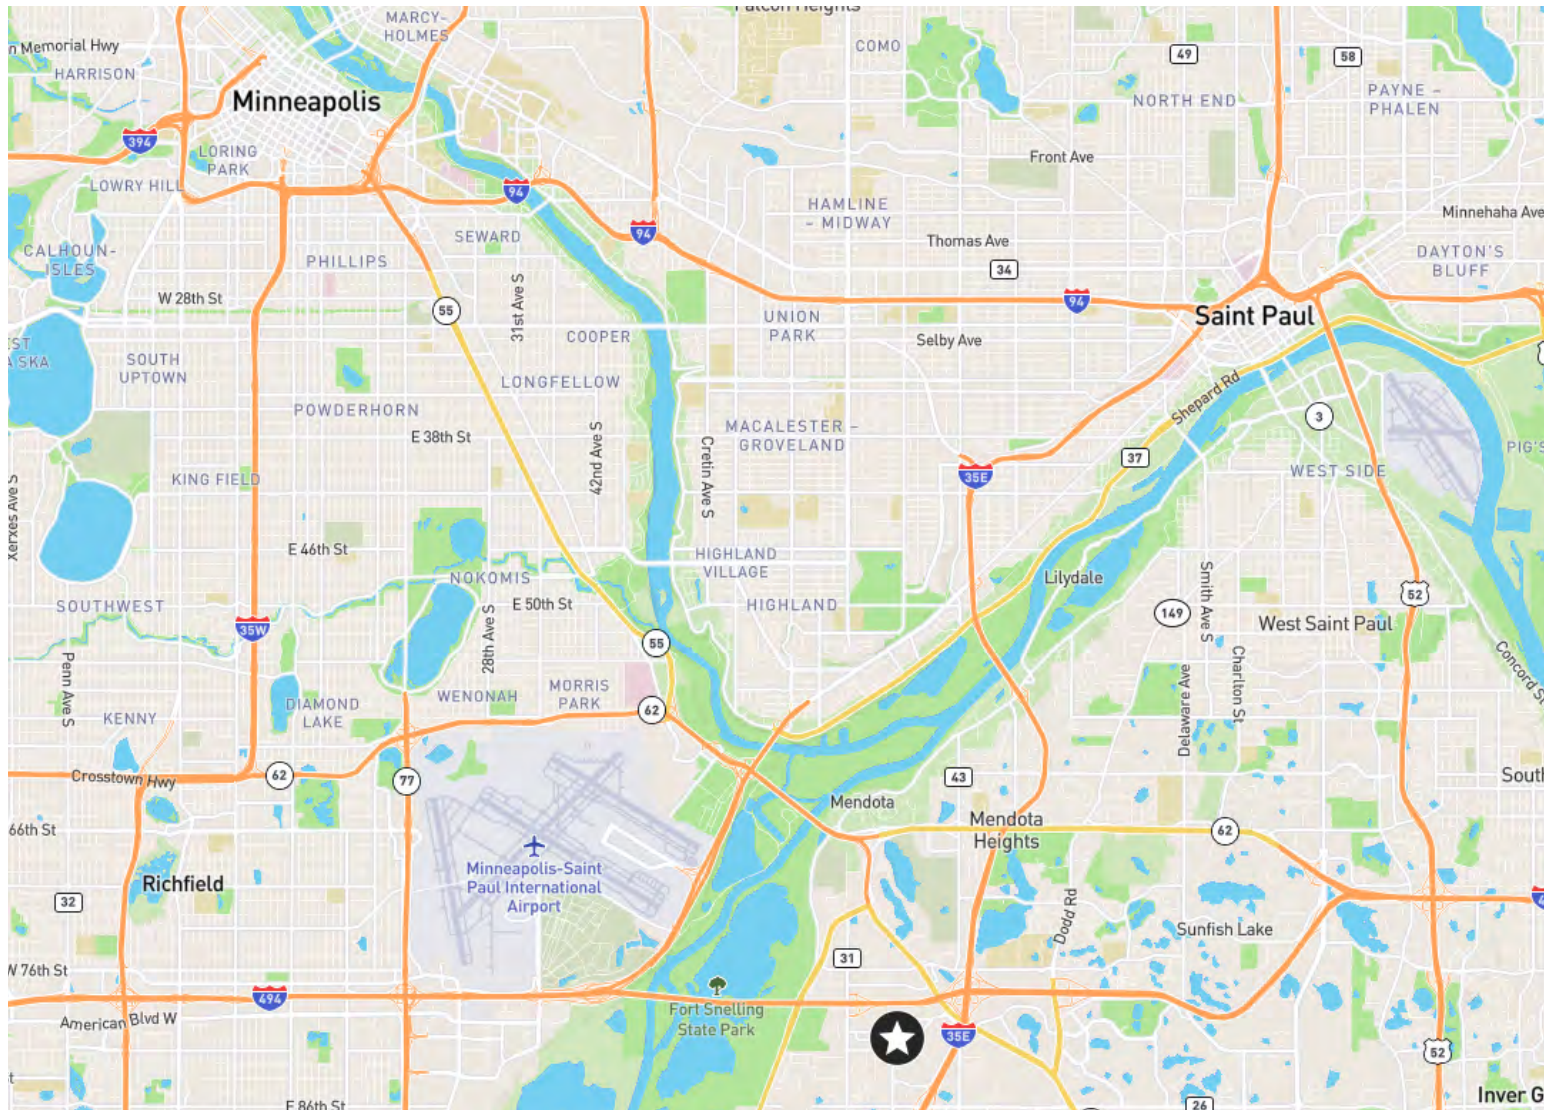 Falcon Heights
MARCY-
HOLMES
n Memorial Hwy
HARRISON
COMO
49
58
Minneapolis
NORTH END
PAYNE –
PHALEN
394
LORING
PARK
Front Ave
LOWRY HILL
94
HAMLINE
– MIDWAY
Minnehaha Ave
94
SEWARD
Thomas Ave
CALHOUN-
ISLES
PHILLIPS
34
DAYTON'S
BLUFF
W 28th St
55
31st Ave S
94
UNION
PARK
Saint Paul
COOPER
Selby Ave
EST
A SKA
SOUTH
UPTOWN
LONGFELLOW
Shepard Rd
POWDERHORN
3
E 38th St
MACALESTER –
GROVELAND
42nd Ave S
Cretin Ave S
37
PIG'S
KING FIELD
35E
WEST SIDE
Xerxes Ave S
E 46th St
HIGHLAND
VILLAGE
NOKOMIS
Lilydale
52
SOUTHWEST
E 50th St
HIGHLAND
149
Smith Ave S
West Saint Paul
35W
28th Ave S
55
Concord St
Penn Ave S
Charlton St
Delaware Ave
WENONAH
MORRIS
PARK
DIAMOND
LAKE
KENNY
62
Crosstown Hwy
62
77
43
South
Mendota
66th St
Mendota
Heights
62
Minneapolis-Saint
Paul International
Airport
Richfield
32
Dodd Rd
Sunfish Lake
W 76th St
31
494
Fort Snelling
State Park
American Blvd W
35E
52
t
E 86th St
26
Inver G